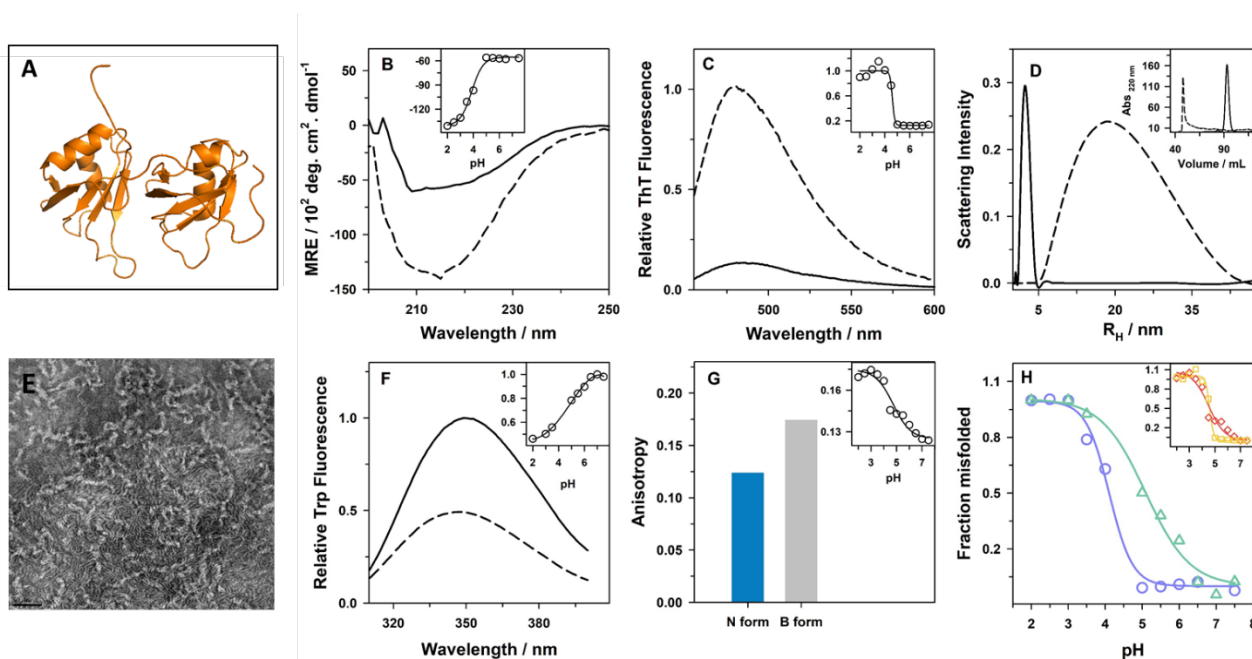 A
B
MRE / 10² deg. cm². dmol⁻¹
50
0
-50
-100
-150
210
230
250
Wavelength / nm
-60
-90
-120
2 4 6
pH
C
Relative ThT Fluorescence
1.0
0.5
0.0
500
550
600
Wavelength / nm
1.0
0.6
0.2
0 2 4 6
pH
D
Scattering Intensity
0.3
0.2
0.1
0.0
5
20
35
R_H / nm
Abs 220 nm
160
110
60
10
40 90
Volume / mL
E
F
Relative Trp Fluorescence
1.0
0.5
0.0
320
350
380
Wavelength / nm
1.0
0.8
0.6
2 4 6
pH
G
Anisotropy
0.20
0.15
0.10
0.05
0.00
N form
B form
0.17
0.13
3 5 7
pH
H
Fraction misfolded
1.1
0.8
0.5
0.2
2 3 4 5 6 7 8
pH
1.1
0.8
0.5
0.2
3 5 7